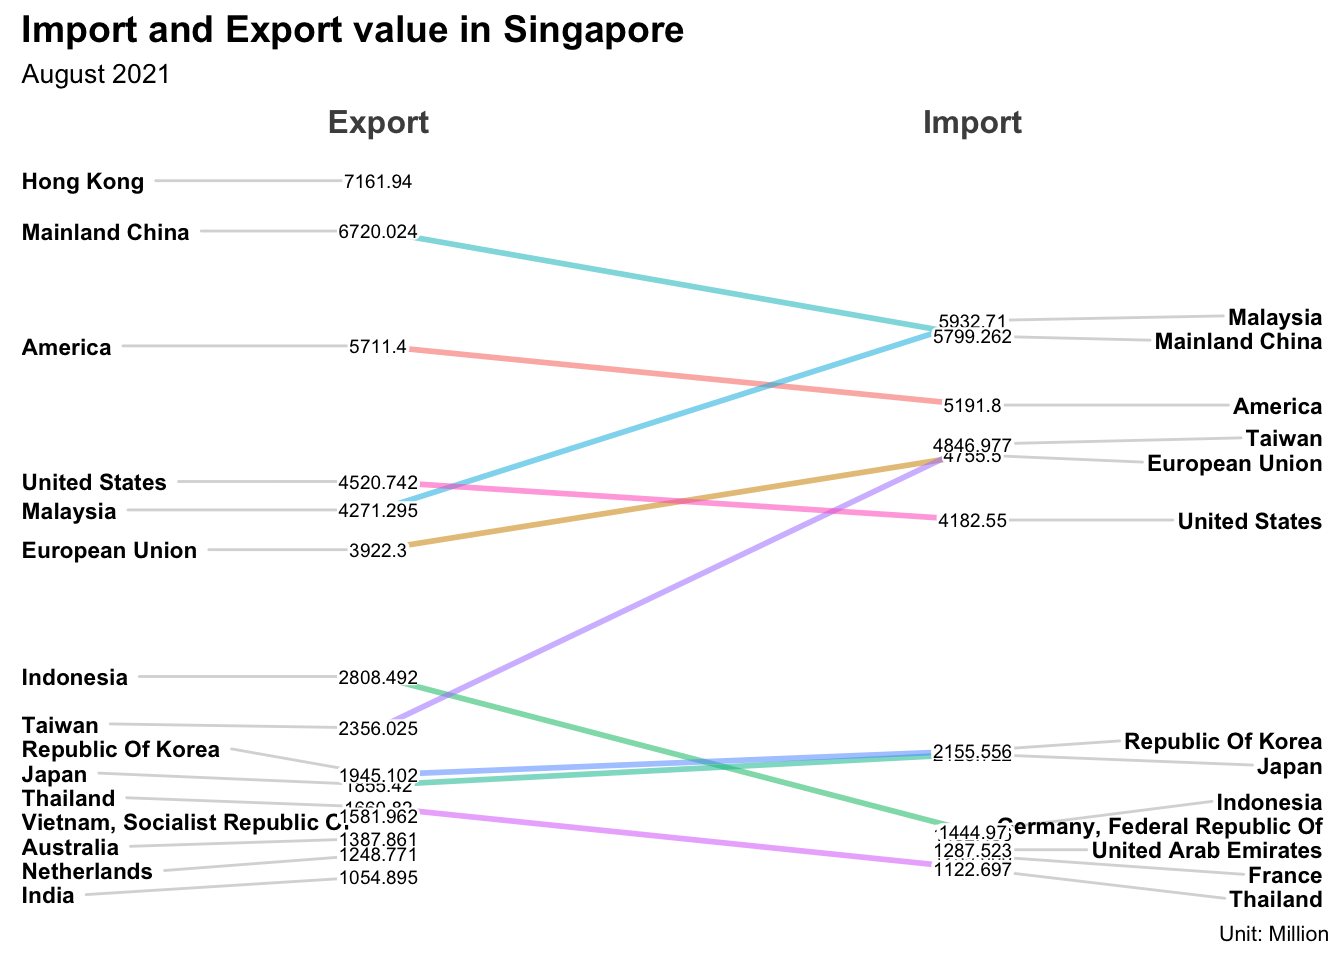 Import and Export value in Singapore
August 2021
Export
Import
Hong Kong 7161.94
Mainland China 6720.024
America 5711.4
United States 4520.742
Malaysia 4271.295
European Union 3922.3
Indonesia 2808.492
Taiwan 2356.025
Republic Of Korea 1945.102
Japan 1855.42
Thailand 1660.82
Vietnam, Socialist Republic 1581.962
Australia 1387.861
Netherlands 1248.771
India 1054.895
5932.71 Malaysia
5799.262 Mainland China
5191.8 America
4846.977 Taiwan
4755.5 European Union
4182.55 United States
2155.556 Republic Of Korea
Japan
Indonesia
Germany, Federal Republic Of
1287.523 United Arab Emirates
France
1122.697 Thailand
Unit: Million